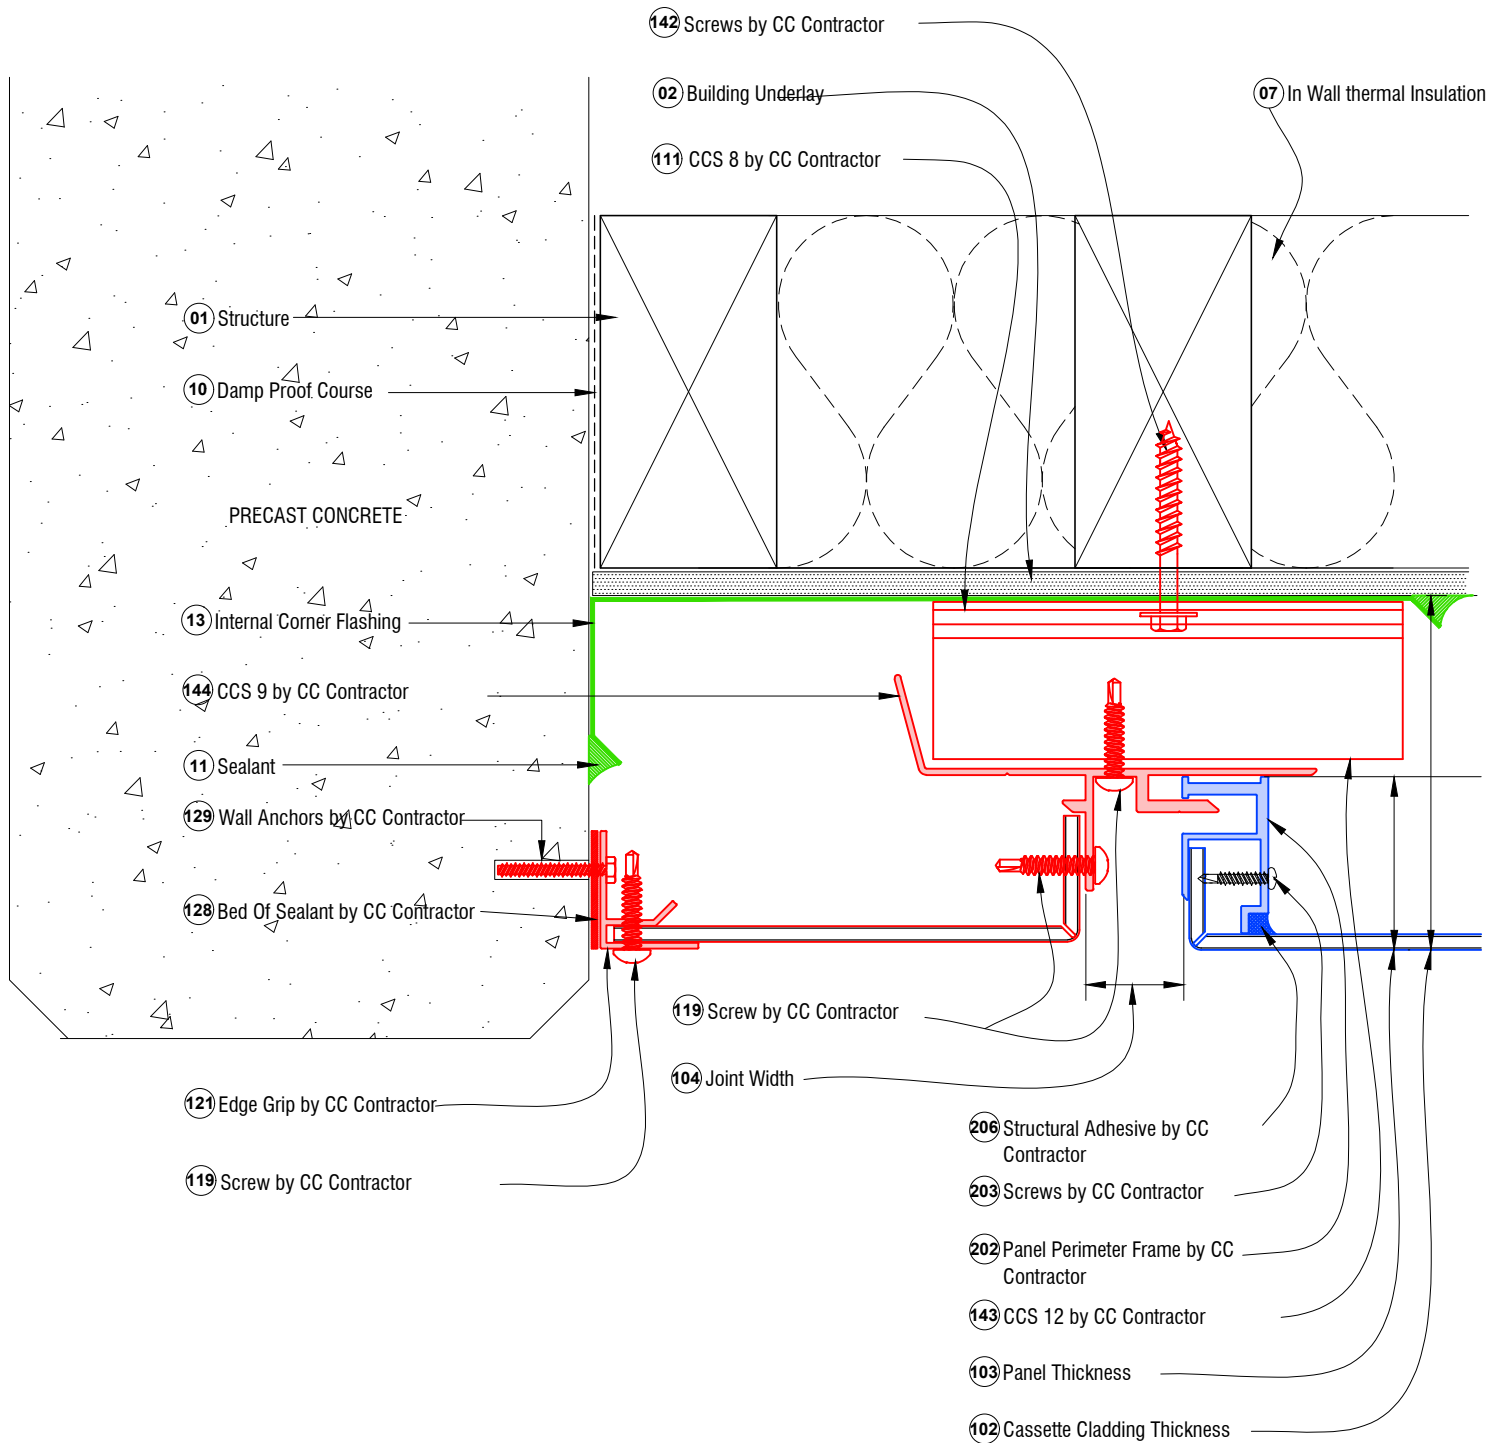 142 Screws by CC Contractor
02 Building Underlay
07 In Wall thermal Insulation
111 CCS 8 by CC Contractor
01 Structure
10 Damp Proof Course
PRECAST CONCRETE
13 Internal Corner Flashing
144 CCS 9 by CC Contractor
11 Sealant
129 Wall Anchors by CC Contractor
128 Bed Of Sealant by CC Contractor
119 Screw by CC Contractor
104 Joint Width
121 Edge Grip by CC Contractor
119 Screw by CC Contractor
206 Structural Adhesive by CC
Contractor
203 Screws by CC Contractor
202 Panel Perimeter Frame by CC
Contractor
143 CCS 12 by CC Contractor
103 Panel Thickness
102 Cassette Cladding Thickness